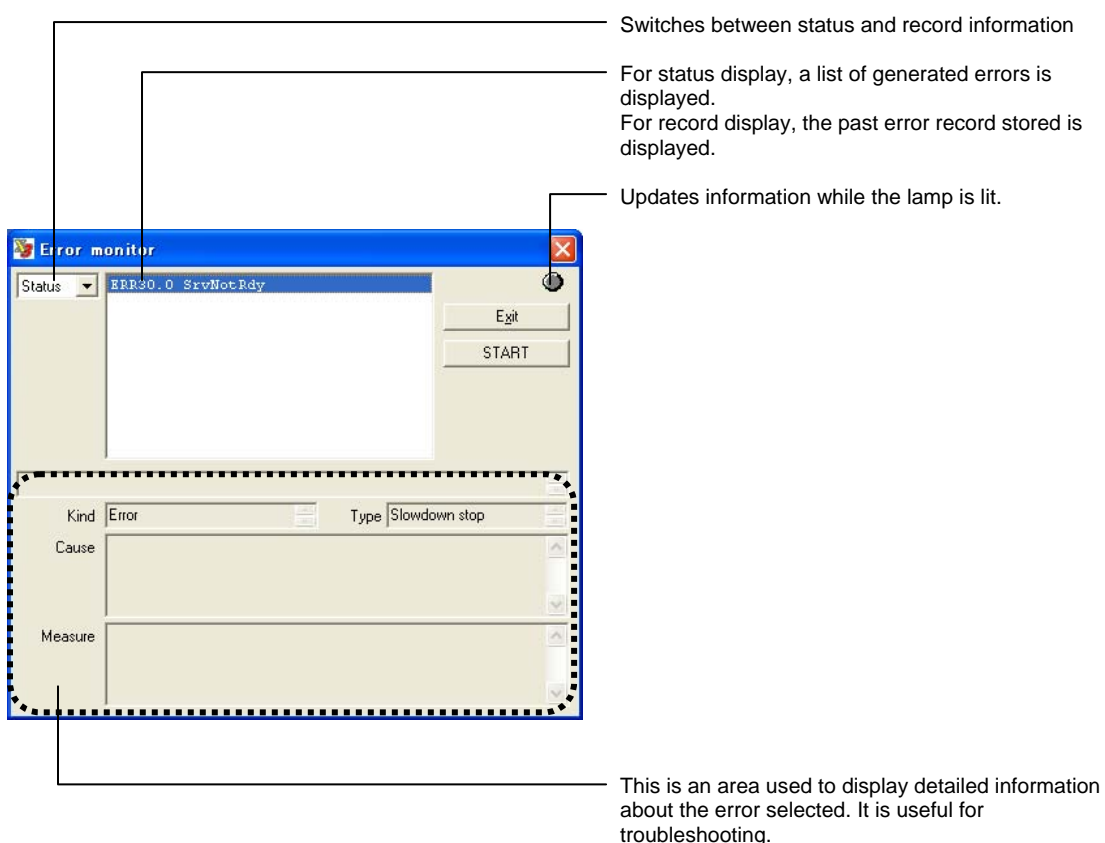 Switches between status and record information
For status display, a list of generated errors is
displayed.
For record display, the past error record stored is
displayed.
Updates information while the lamp is lit.
Error monitor
Status
ERR30.0 SrvNotRdy
Exit
START
Kind
Error
Type
Slowdown stop
Cause
Measure
This is an area used to display detailed information
about the error selected. It is useful for
troubleshooting.